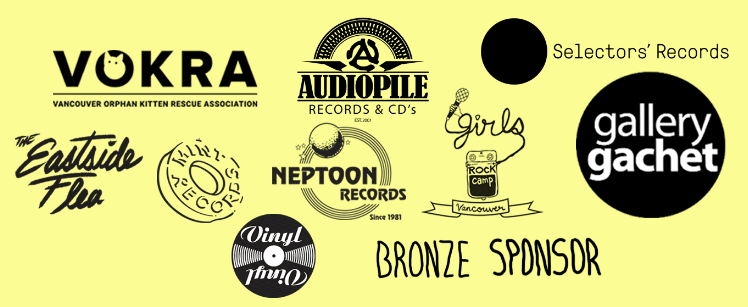 VOKRA
VANCOUVER ORPHAN KITTEN RESCUE ASSOCIATION
AUDIOPILE
RECORDS & CD's
EST. 2001
Selectors' Records
THE
Eastside
Flea
MINT
RECORDS
NEPTOON
RECORDS
Since 1981
girls
ROCK
Camp
Vancouver
gallery
gachet
Vinyl
Vinyl
BRONZE SPONSOR